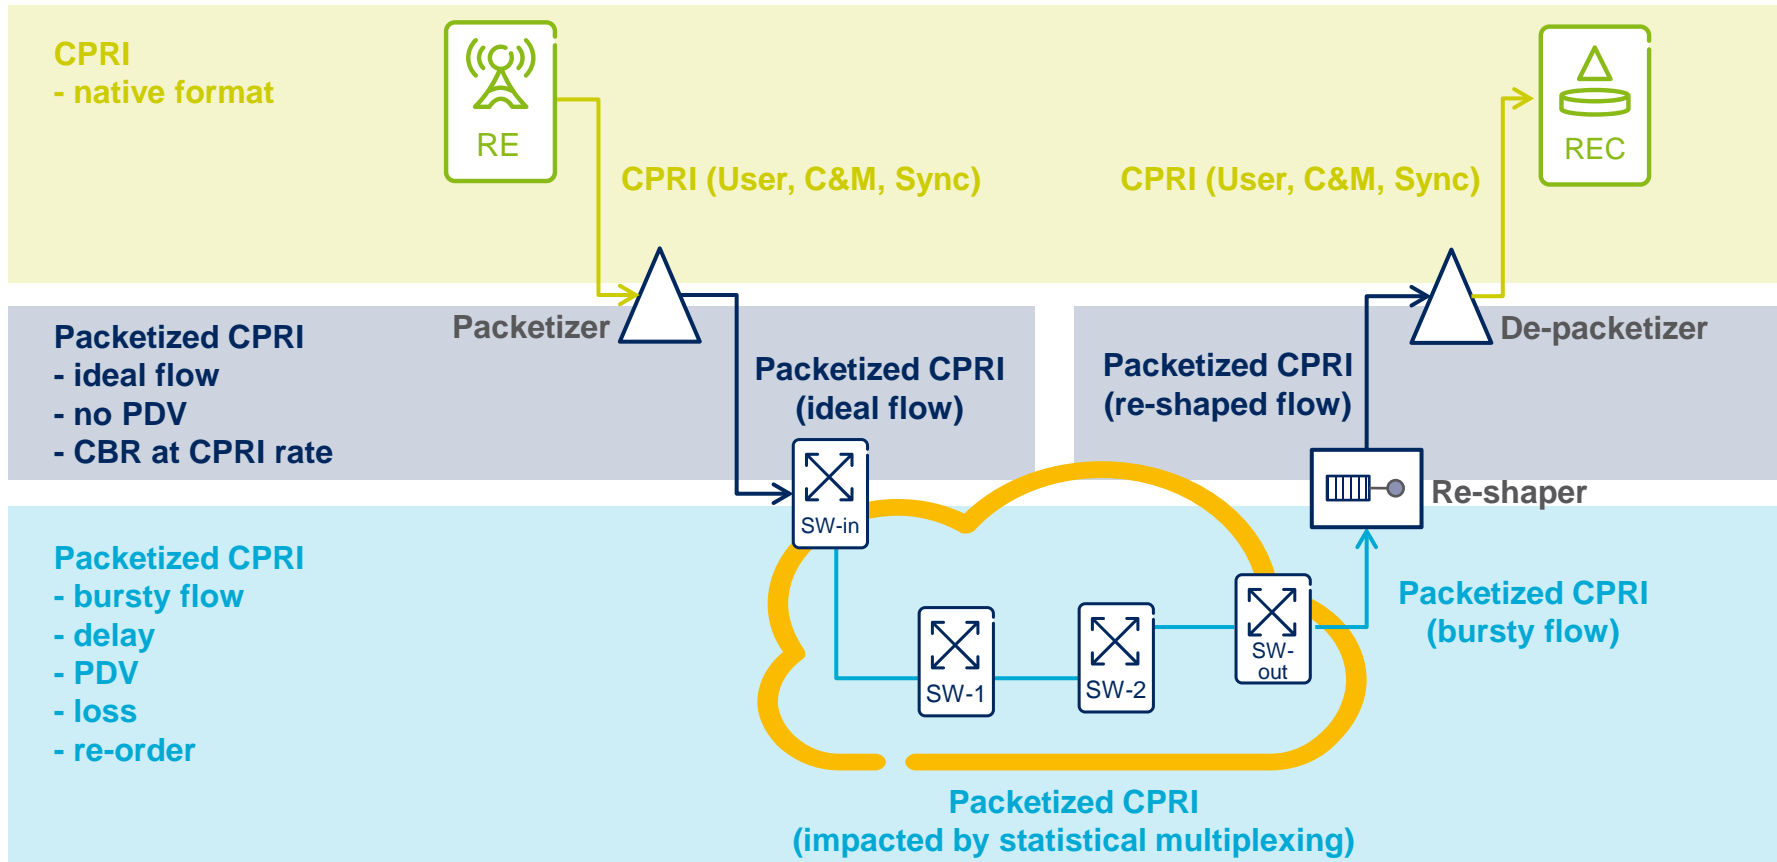 CPRI
- native format
RE
REC
CPRI (User, C&M, Sync)
CPRI (User, C&M, Sync)
Packetizer
De-packetizer
Packetized CPRI
- ideal flow
- no PDV
- CBR at CPRI rate
Packetized CPRI
(ideal flow)
Packetized CPRI
(re-shaped flow)
Re-shaper
SW-in
Packetized CPRI
- bursty flow
- delay
- PDV
- loss
- re-order
SW-1
SW-2
SW-
out
Packetized CPRI
(bursty flow)
Packetized CPRI
(impacted by statistical multiplexing)